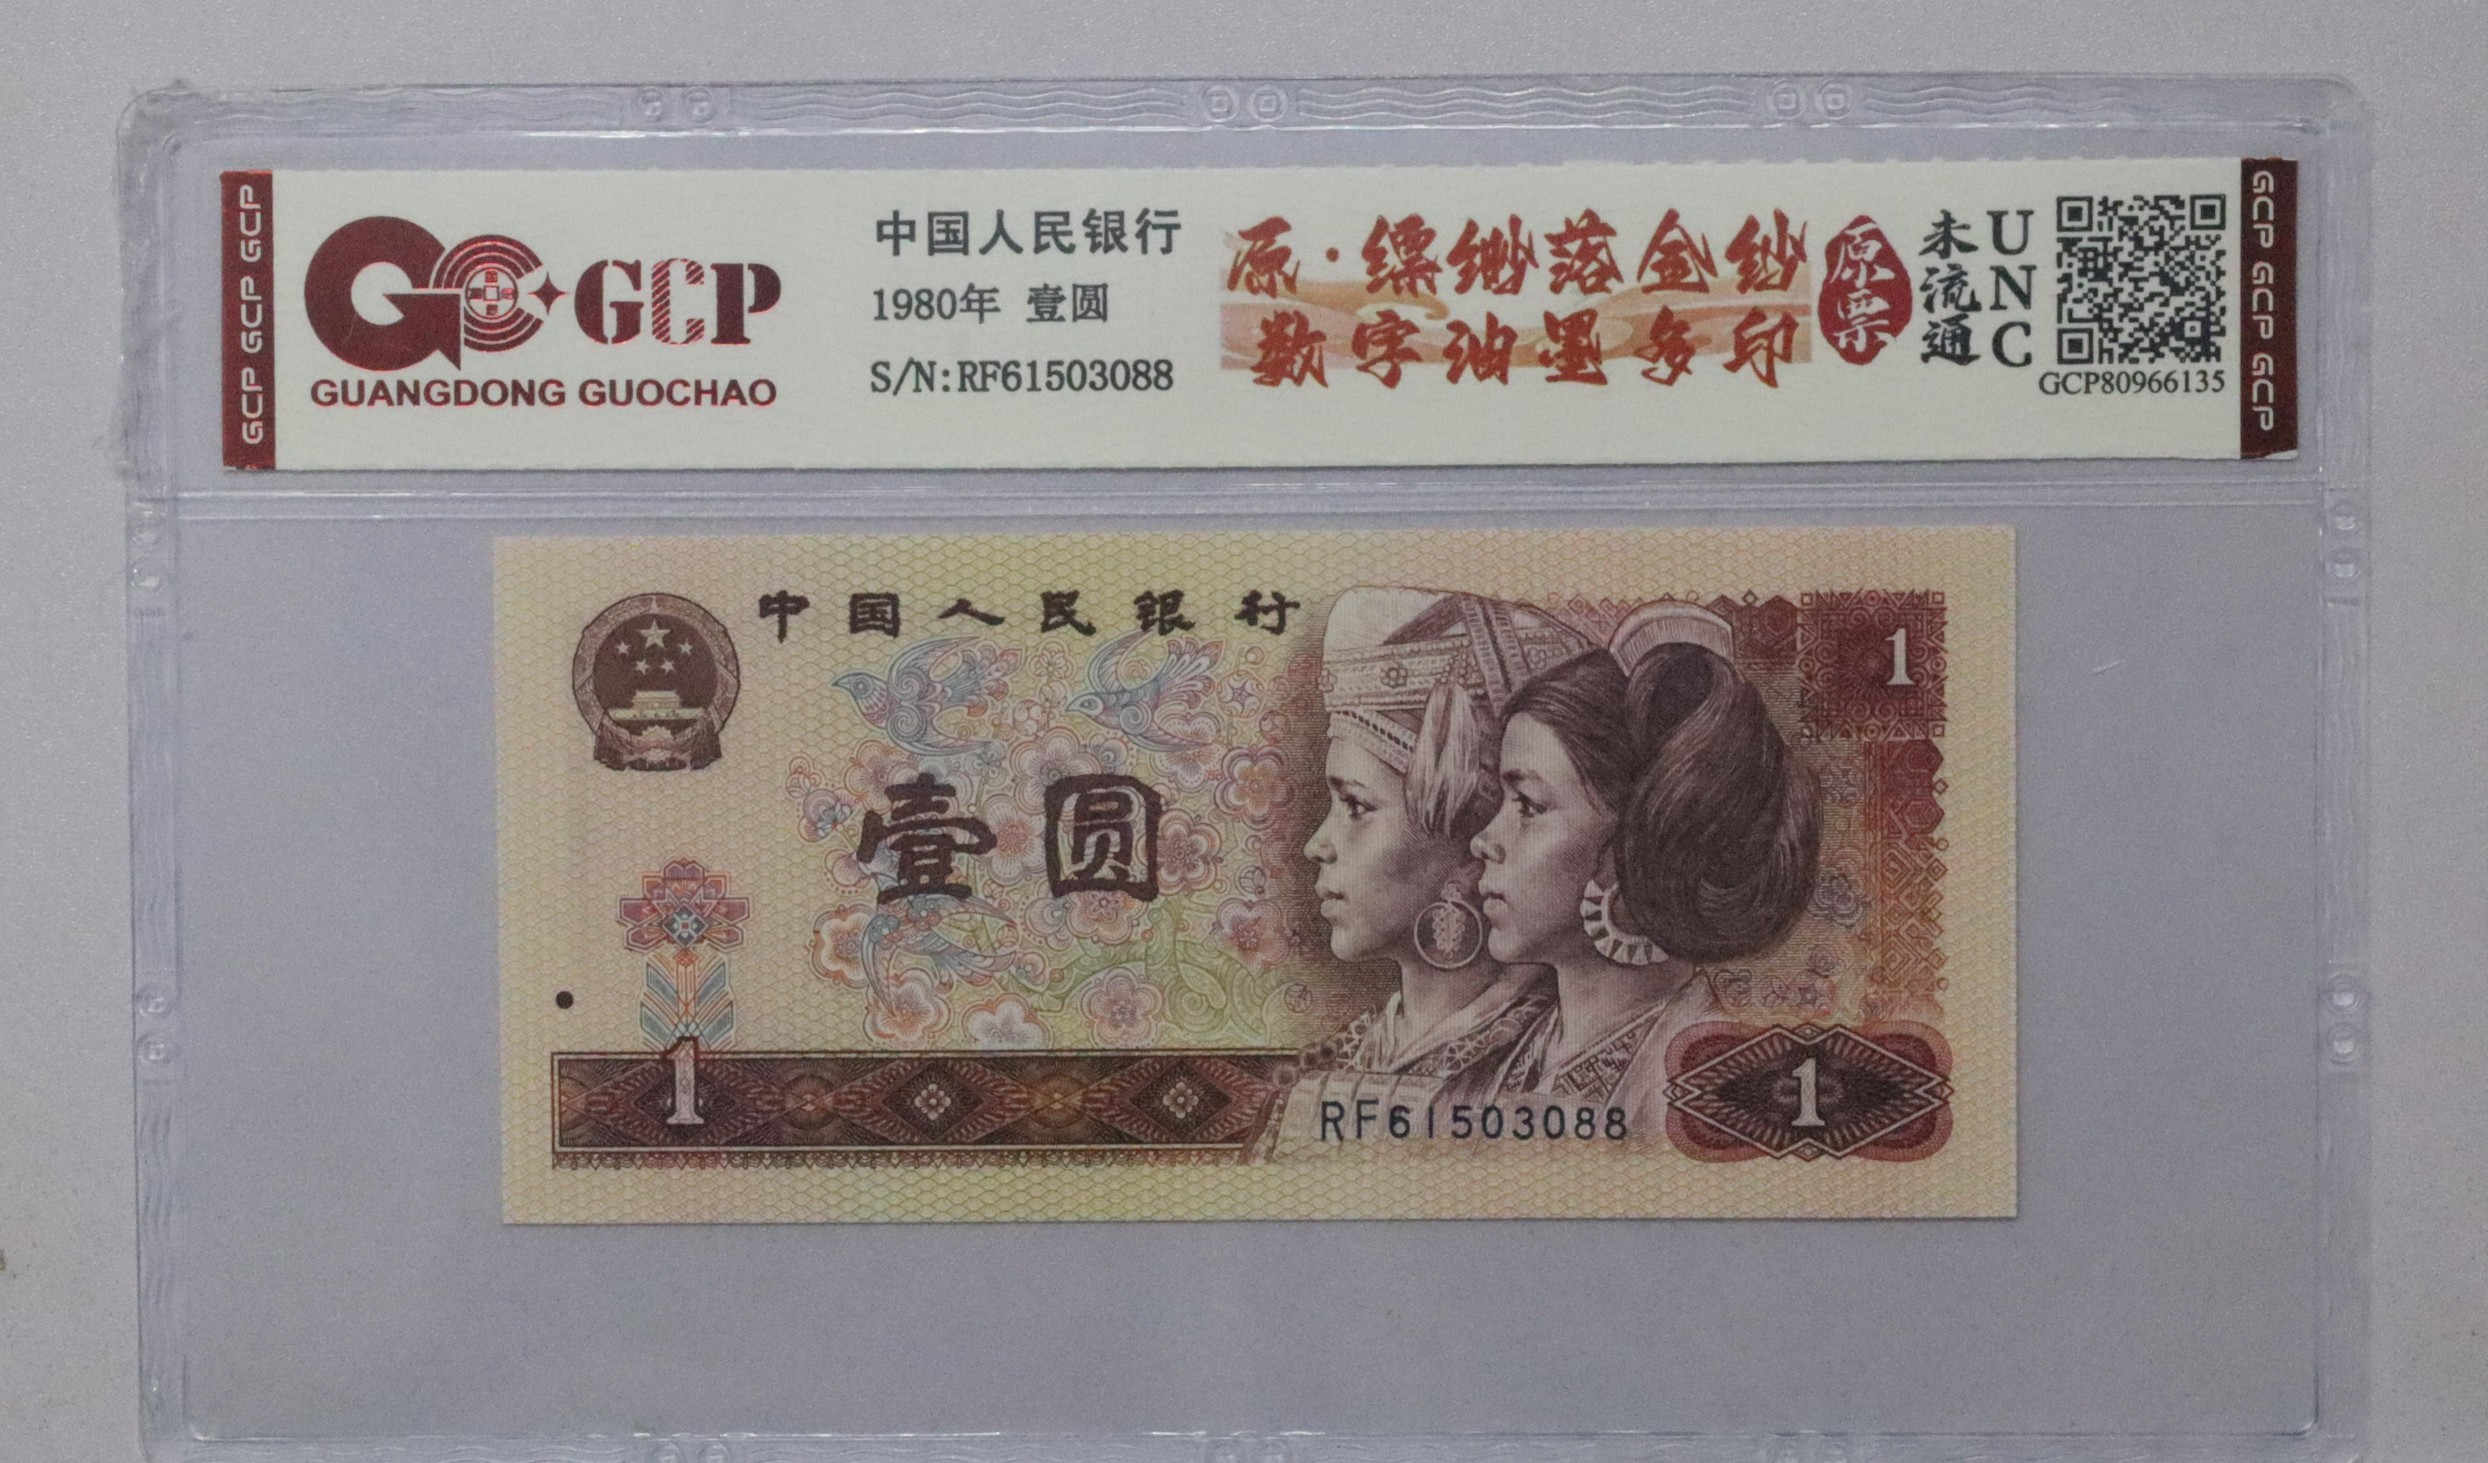 GCP GCP GCP
GCP
GUANGDONG GUOCHAO
中国人民银行
1980年 壹圆
S/N:RF61503088
原·缥缈落金纱
数字油墨多印
原票
未流通
UNC
GCP80966135
GCP GCP GCP
中国人民银行
1
壹圆
1
RF61503088
1